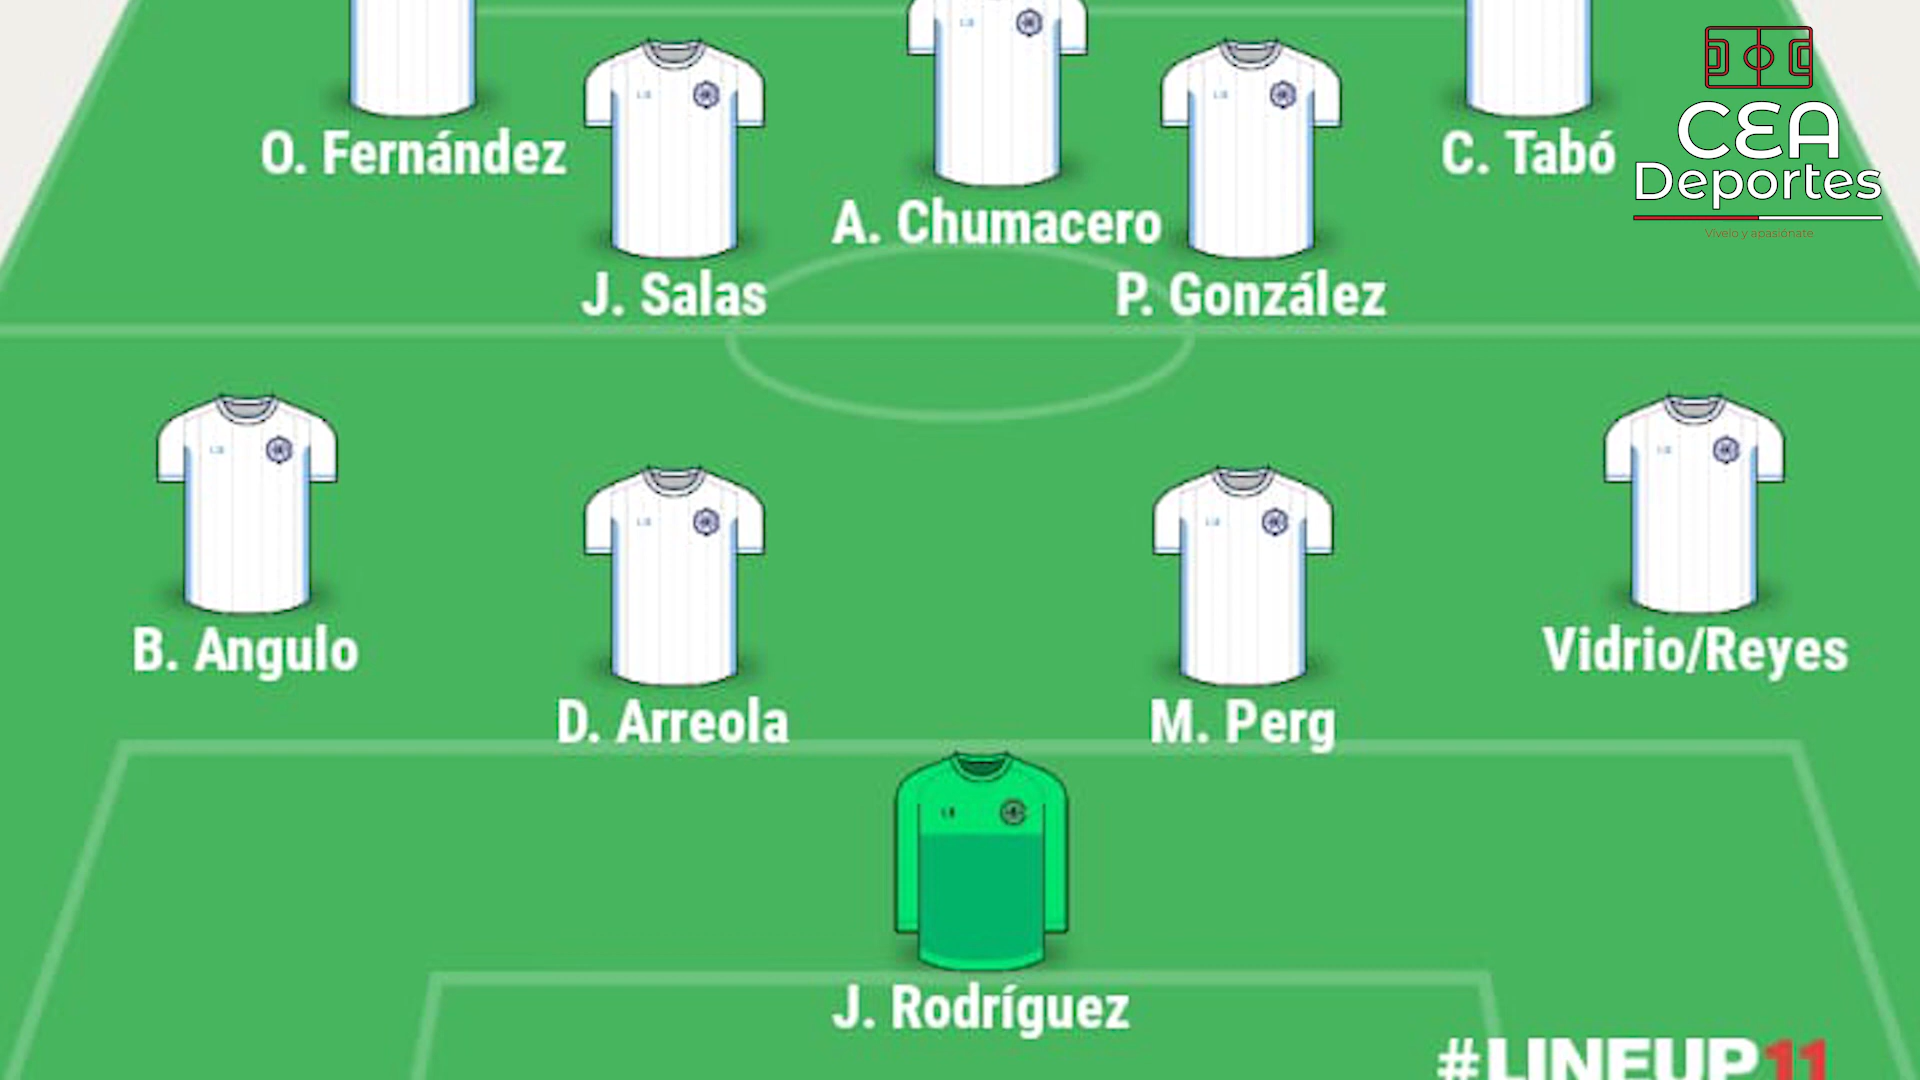 O. Fernández
C. Tabó
CEA
Deportes
Vívelo y apasiónate
A. Chumacero
J. Salas
P. González
B. Angulo
Vidrio/Reyes
D. Arreola
M. Perg
J. Rodríguez
#LINEUP11